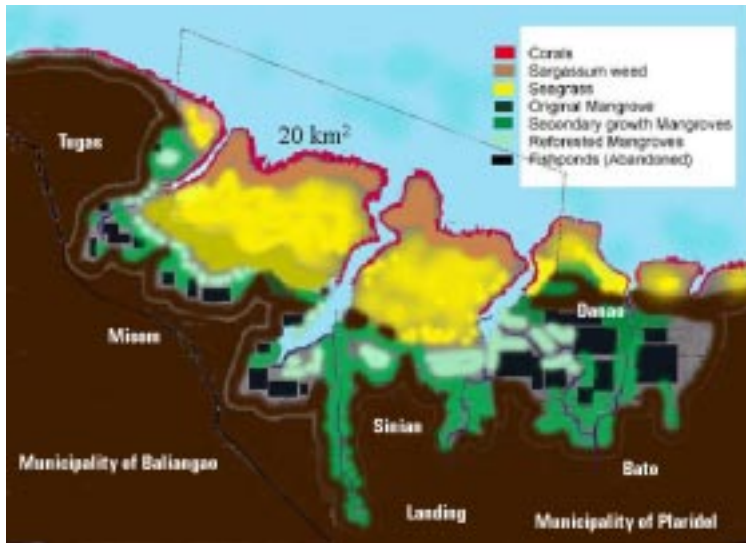 Corals
Sargassum weed
Seagrass
Original Mangrove
Secondary growth Mangroves
Reforested Mangroves
Fishponds (Abandoned)
20 km²
Tugas
Misom
Danao
Sinian
Municipality of Baliangao
Bato
Landing
Municipality of Plaridel